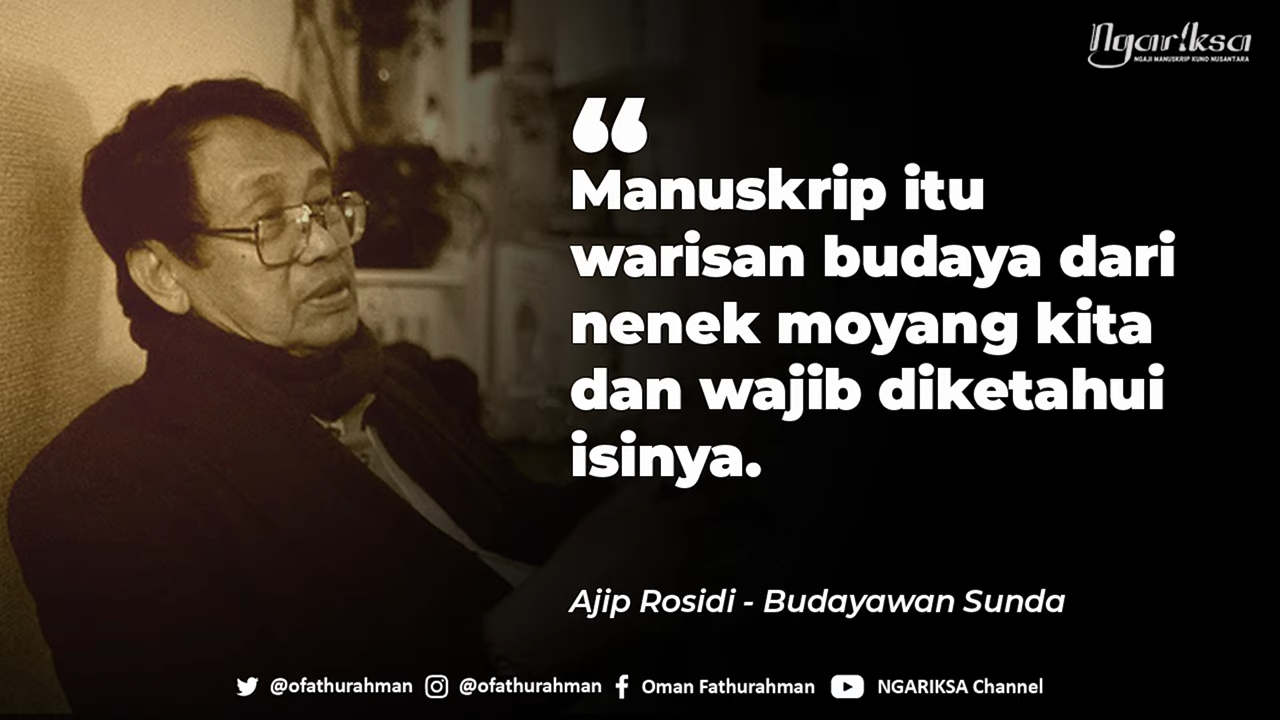 Ngariksa
NGAJI MANUSKRIP KUNO NUSANTARA
“
Manuskrip itu
warisan budaya dari
nenek moyang kita
dan wajib diketahui
isinya.
Ajip Rosidi - Budayawan Sunda
@ofathurahman @ofathurahman Oman Fathurahman NGARIKSA Channel